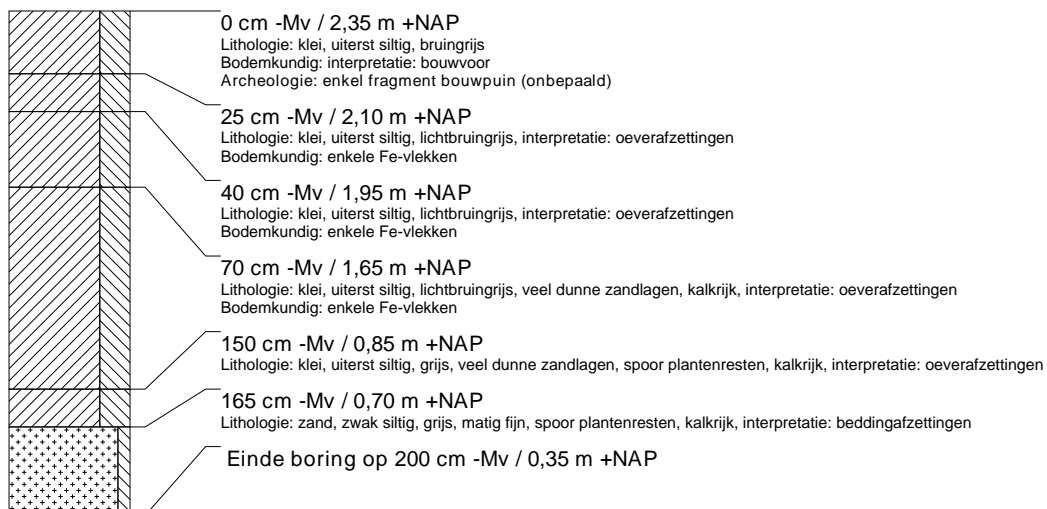 0 cm -Mv / 2,35 m +NAP
Lithologie: klei, uiterst siltig, bruingrijs
Bodemkundig: interpretatie: bouwvoor
Archeologie: enkel fragment bouwpuin (onbepaald)
25 cm -Mv / 2,10 m +NAP
Lithologie: klei, uiterst siltig, lichtbruingrijs, interpretatie: oeverafzettingen
Bodemkundig: enkele Fe-vlekken
40 cm -Mv / 1,95 m +NAP
Lithologie: klei, uiterst siltig, lichtbruingrijs, interpretatie: oeverafzettingen
Bodemkundig: enkele Fe-vlekken
70 cm -Mv / 1,65 m +NAP
Lithologie: klei, uiterst siltig, lichtbruingrijs, veel dunne zandlagen, kalkrijk, interpretatie: oeverafzettingen
Bodemkundig: enkele Fe-vlekken
150 cm -Mv / 0,85 m +NAP
Lithologie: klei, uiterst siltig, grijs, veel dunne zandlagen, spoor plantenresten, kalkrijk, interpretatie: oeverafzettingen
165 cm -Mv / 0,70 m +NAP
Lithologie: zand, zwak siltig, grijs, matig fijn, spoor plantenresten, kalkrijk, interpretatie: beddingafzettingen
Einde boring op 200 cm -Mv / 0,35 m +NAP